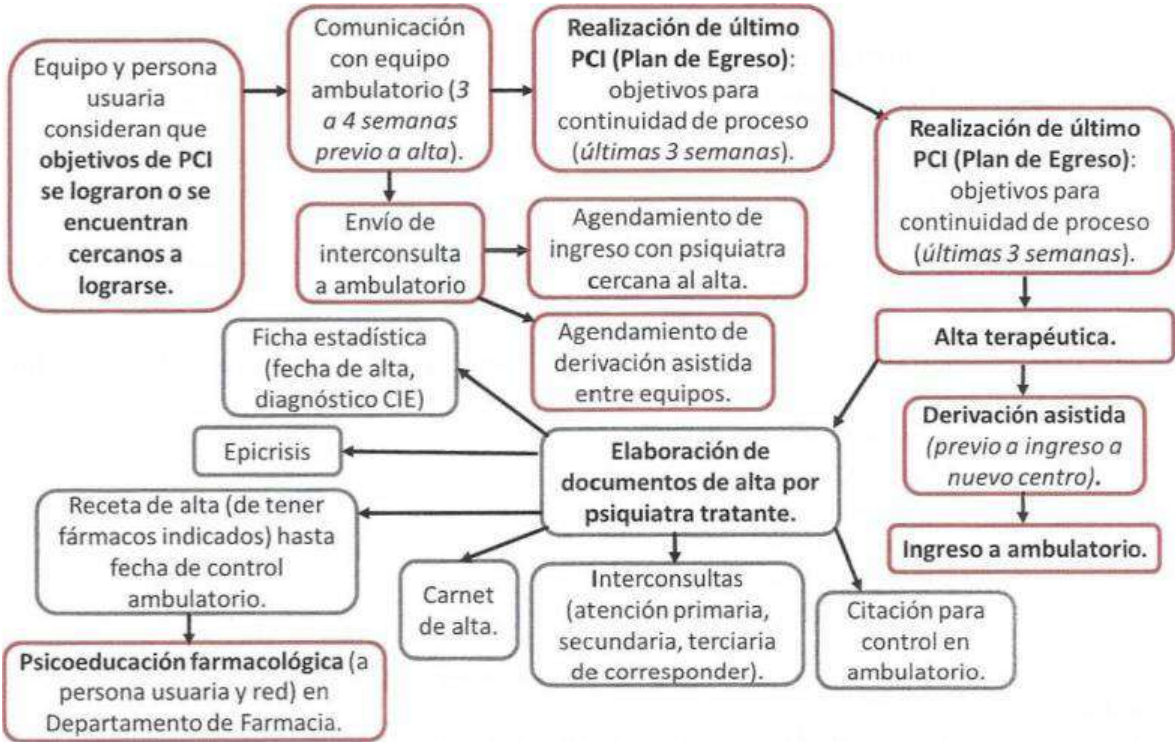 Equipo y persona
usuaria
consideran que
objetivos de PCI
se lograron o se
encuentran
cercanos a
lograrse.
Comunicación
con equipo
ambulatorio (3
a 4 semanas
previo a alta).
Realización de último
PCI (Plan de Egreso):
objetivos para
continuidad de proceso
(últimas 3 semanas).
Realización de último
PCI (Plan de Egreso):
objetivos para
continuidad de proceso
(últimas 3 semanas).
Envío de
interconsulta
a ambulatorio
Agendamiento de
ingreso con psiquiatra
cercana al alta.
Agendamiento de
derivación asistida
entre equipos.
Alta terapéutica.
Derivación asistida
(previo a ingreso a
nuevo centro).
Ingreso a ambulatorio.
Elaboración de
documentos de alta por
psiquiatra tratante.
Ficha estadística
(fecha de alta,
diagnóstico CIE)
Epicrisis
Receta de alta (de tener
fármacos indicados) hasta
fecha de control
ambulatorio.
Psicoeducación farmacológica (a
persona usuaria y red) en
Departamento de Farmacia.
Carnet
de alta.
Interconsultas
(atención primaria,
secundaria, terciaria
de corresponder).
Citación para
control en
ambulatorio.